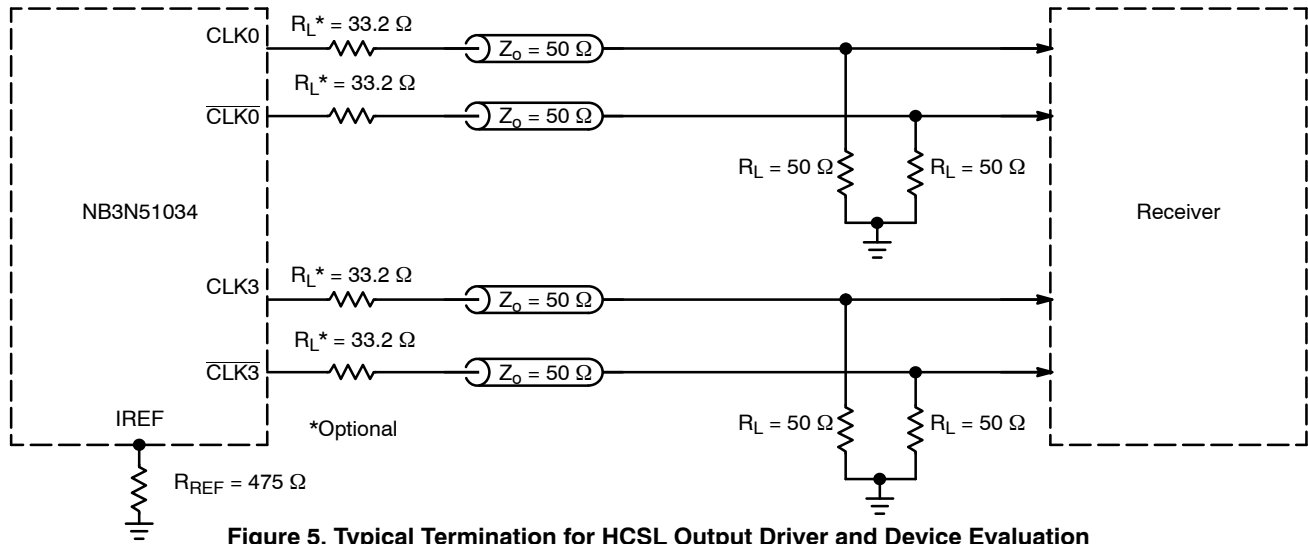 CLK0
R_L* = 33.2 Ω
Z_o = 50 Ω
R_L* = 33.2 Ω
C̅L̅K̅0̅
Z_o = 50 Ω
R_L = 50 Ω
R_L = 50 Ω
NB3N51034
Receiver
CLK3
R_L* = 33.2 Ω
Z_o = 50 Ω
R_L* = 33.2 Ω
C̅L̅K̅3̅
Z_o = 50 Ω
IREF
*Optional
R_L = 50 Ω
R_L = 50 Ω
R_REF = 475 Ω
Figure 5. Typical Termination for HCSL Output Driver and Device Evaluation